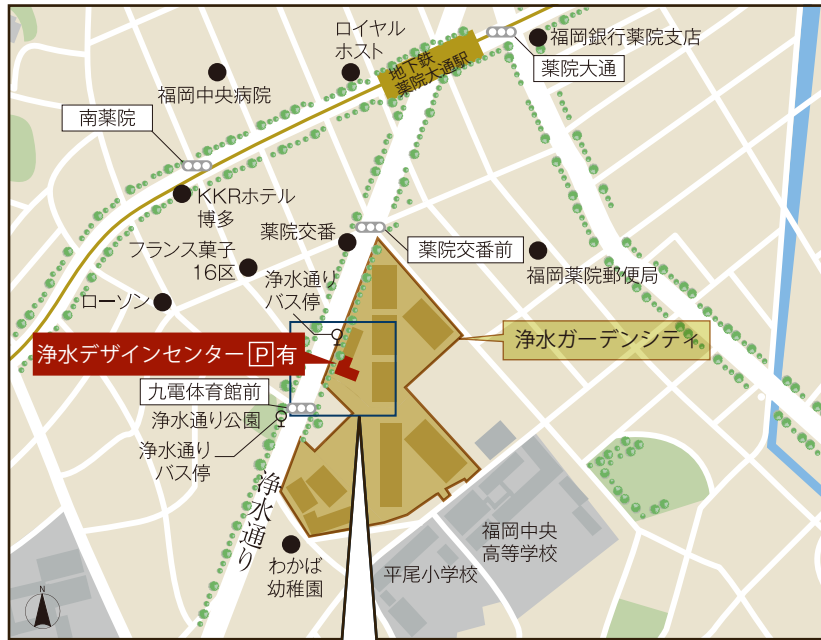 ロイヤル
ホスト
福岡銀行薬院支店
地下鉄
薬院大通駅
薬院大通
福岡中央病院
南薬院
KKRホテル
博多
薬院交番
薬院交番前
フランス菓子
16区
福岡薬院郵便局
浄水通り
バス停
ローソン
浄水デザインセンター P有
浄水ガーデンシティ
九電体育館前
浄水通り公園
浄水通り
バス停
浄水通り
福岡中央
高等学校
わかば
幼稚園
平尾小学校
N